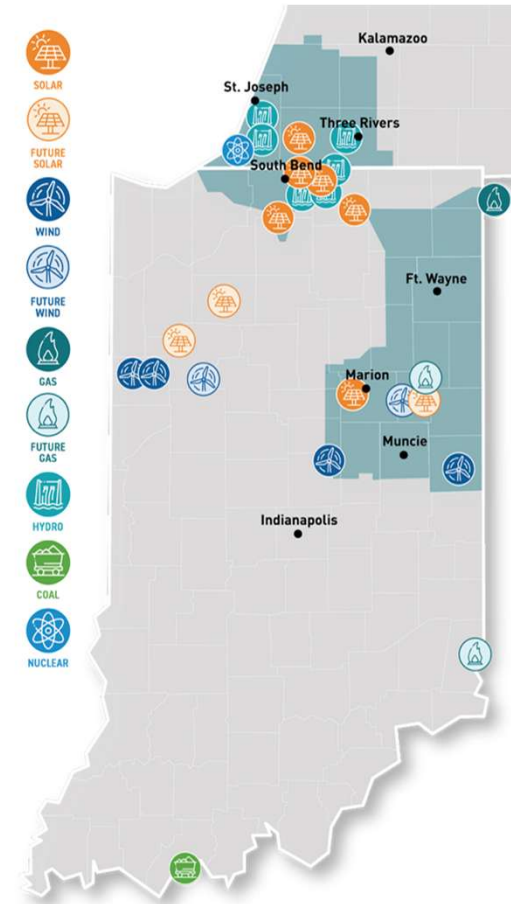 SOLAR
FUTURE
SOLAR
WIND
FUTURE
WIND
GAS
FUTURE
GAS
HYDRO
COAL
NUCLEAR
Kalamazoo
St. Joseph
Three Rivers
South Bend
Ft. Wayne
Marion
Muncie
Indianapolis